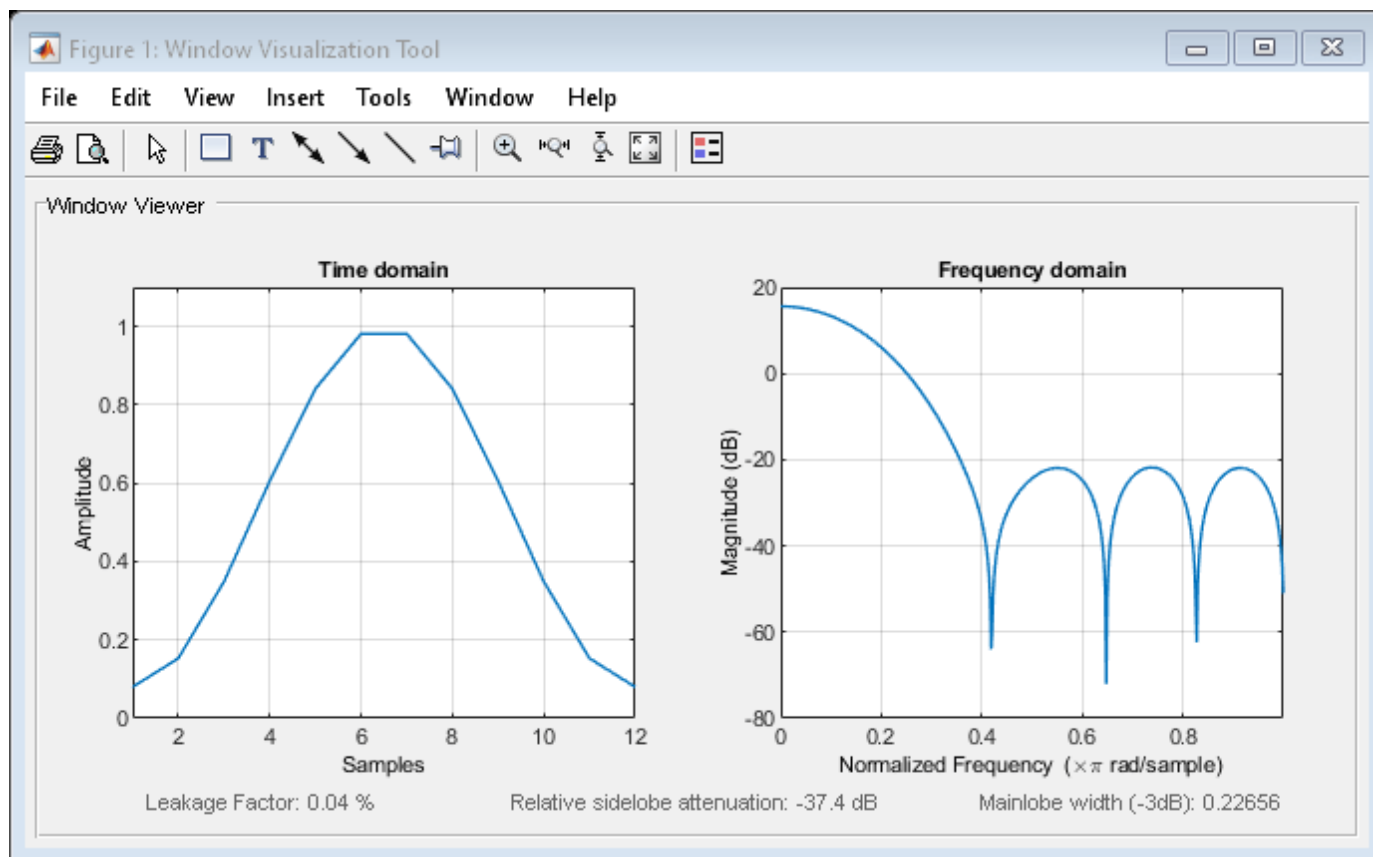 Figure 1: Window Visualization Tool
File Edit View Insert Tools Window Help
T
Window Viewer
Time domain
1
0.8
0.6
0.4
0.2
0
2 4 6 8 10 12
Amplitude
Samples
Frequency domain
20
0
-20
-40
-60
-80
0 0.2 0.4 0.6 0.8
Magnitude (dB)
Normalized Frequency (×π rad/sample)
Leakage Factor: 0.04 % Relative sidelobe attenuation: -37.4 dB Mainlobe width (-3dB): 0.22656